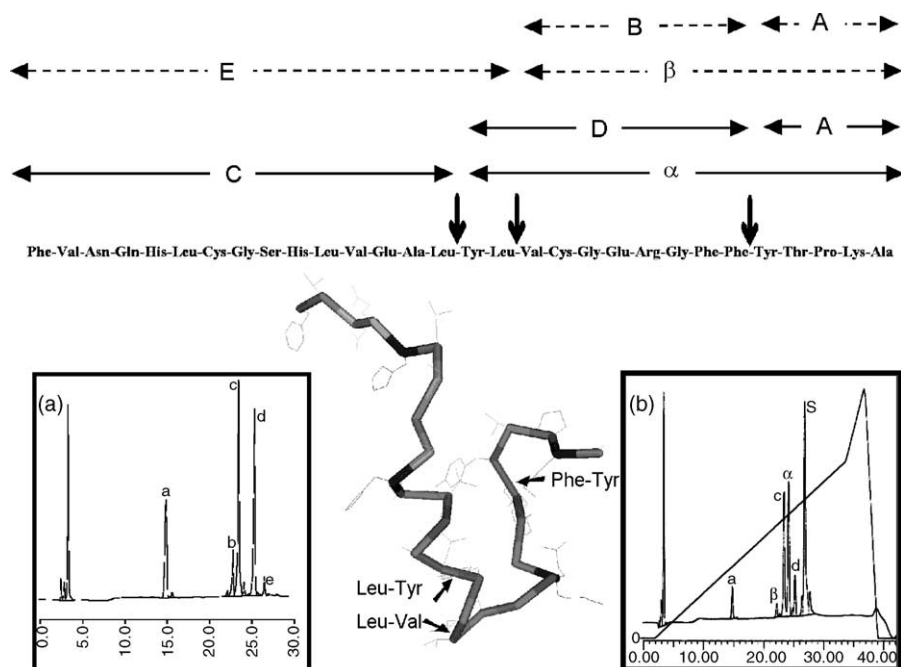 B A
E β
D A
C α
Phe-Val-Asn-Gln-His-Leu-Cys-Gly-Ser-His-Leu-Val-Glu-Ala-Leu-Tyr-Leu-Val-Cys-Gly-Glu-Arg-Gly-Phe-Phe-Tyr-Thr-Pro-Lys-Ala
(a)
c
d
a
b
e
0.0 5.0 10.0 15.0 20.0 25.0 30.0
Phe-Tyr
Leu-Tyr
Leu-Val
(b)
S
α
c
a
d
β
0
0.00 10.00 20.00 30.00 40.00